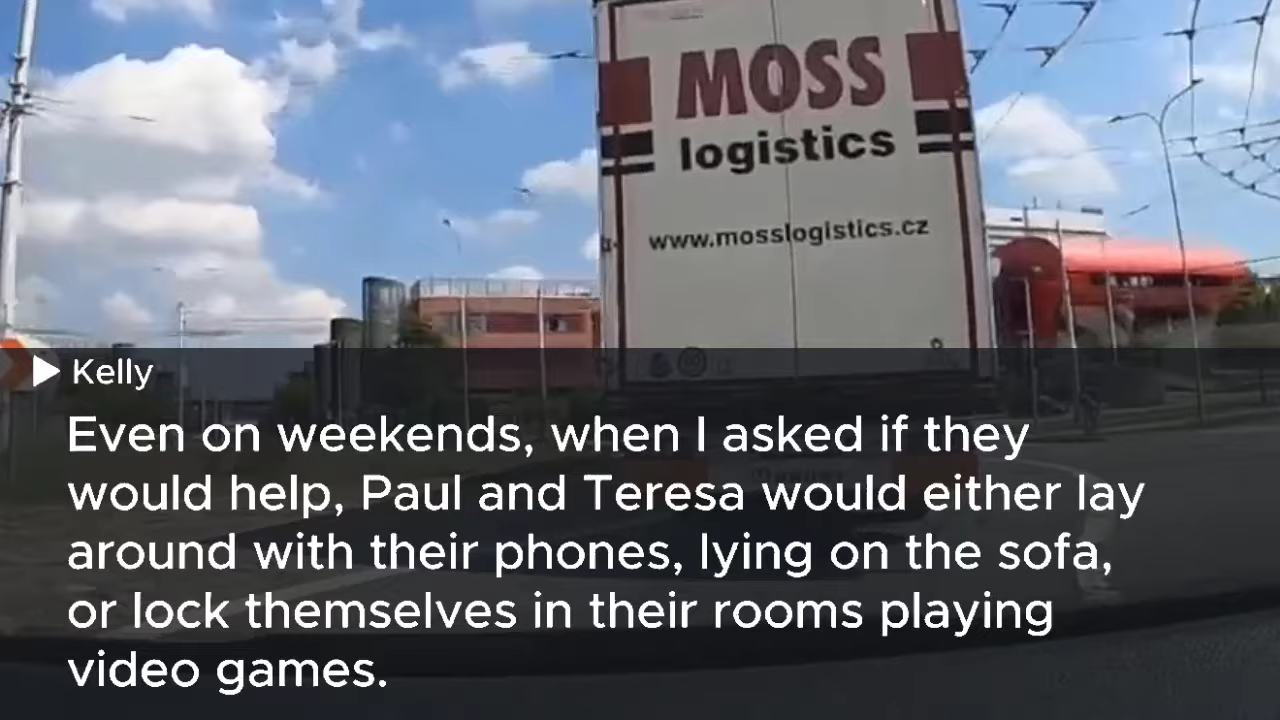 MOSS
logistics
www.mosslogistics.cz
Kelly
Even on weekends, when I asked if they
would help, Paul and Teresa would either lay
around with their phones, lying on the sofa,
or lock themselves in their rooms playing
video games.